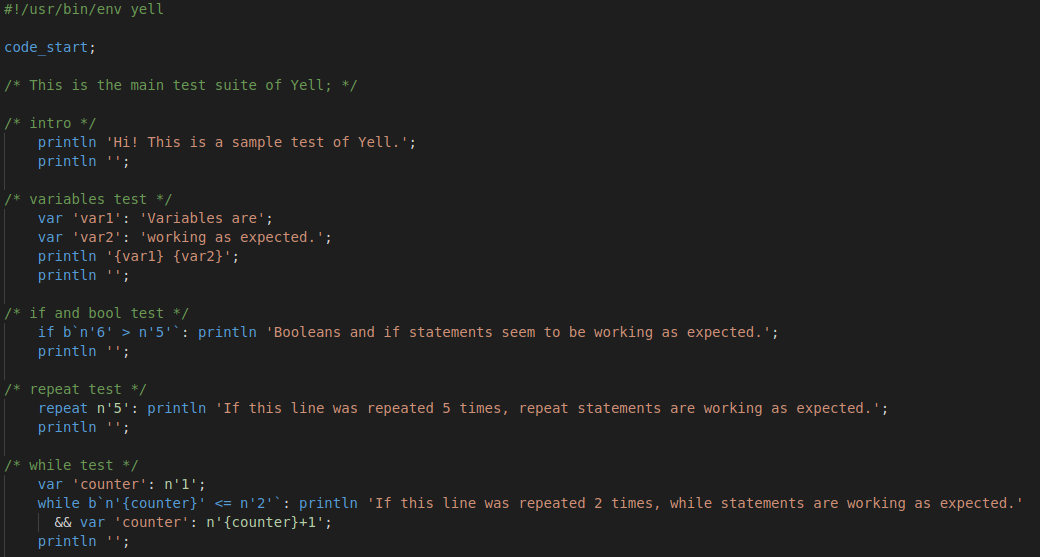 #!/usr/bin/env yell
code_start;
/* This is the main test suite of Yell; */
/* intro */
println 'Hi! This is a sample test of Yell.';
println '';
/* variables test */
var 'var1': 'Variables are';
var 'var2': 'working as expected.';
println '{var1} {var2}';
println '';
/* if and bool test */
if b`n'6' > n'5'`: println 'Booleans and if statements seem to be working as expected.';
println '';
/* repeat test */
repeat n'5': println 'If this line was repeated 5 times, repeat statements are working as expected.';
println '';
/* while test */
var 'counter': n'1';
while b`n'{counter}' <= n'2'`: println 'If this line was repeated 2 times, while statements are working as expected.'
&& var 'counter': n'{counter}+1';
println '';